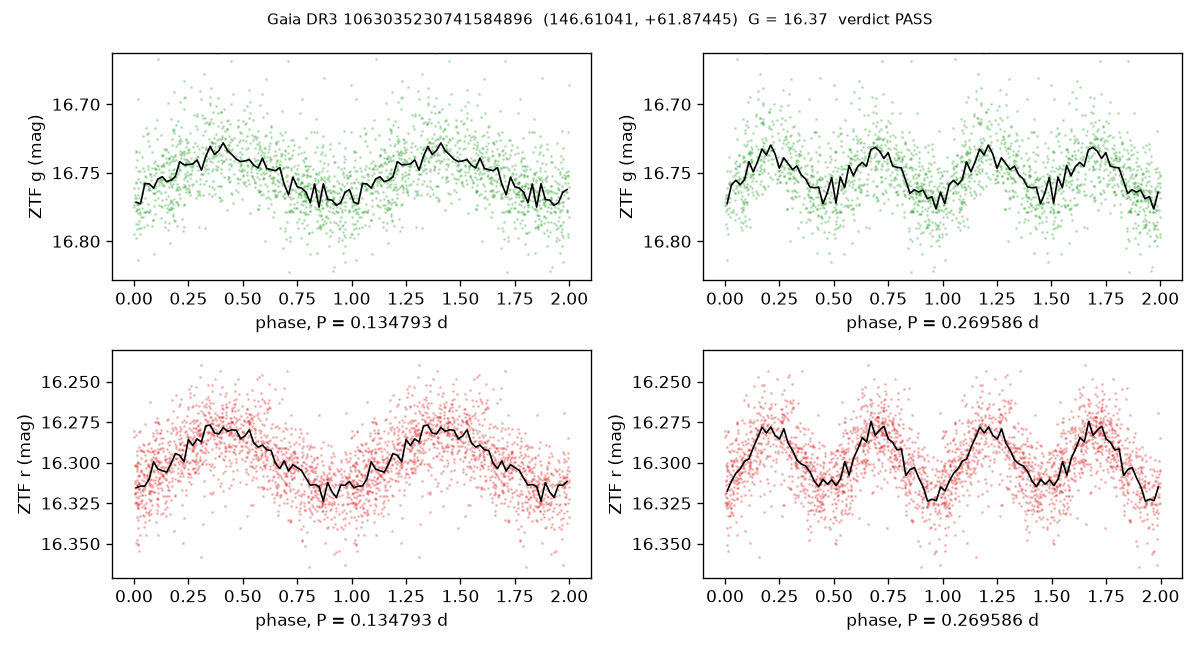 Gaia DR3 1063035230741584896 (146.61041, +61.87445) G = 16.37 verdict PASS
ZTF g (mag)
16.70
16.75
16.80
0.00 0.25 0.50 0.75 1.00 1.25 1.50 1.75 2.00
phase, P = 0.134793 d
ZTF g (mag)
16.70
16.75
16.80
0.00 0.25 0.50 0.75 1.00 1.25 1.50 1.75 2.00
phase, P = 0.269586 d
ZTF r (mag)
16.250
16.275
16.300
16.325
16.350
0.00 0.25 0.50 0.75 1.00 1.25 1.50 1.75 2.00
phase, P = 0.134793 d
ZTF r (mag)
16.250
16.275
16.300
16.325
16.350
0.00 0.25 0.50 0.75 1.00 1.25 1.50 1.75 2.00
phase, P = 0.269586 d